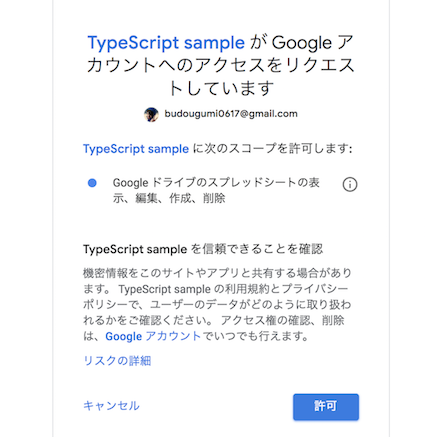 TypeScript sample が Google ア
カウントへのアクセスをリクエス
トしています
budougumi0617@gmail.com
TypeScript sample に次のスコープを許可します:
Google ドライブのスプレッドシートの表
示、編集、作成、削除
TypeScript sample を信頼できることを確認
機密情報をこのサイトやアプリと共有する場合があり
ます。 TypeScript sample の利用規約とプライバシー
ポリシーで、ユーザーのデータがどのように取り扱わ
れるかをご確認ください。 アクセス権の確認、削除
は、Google アカウントでいつでも行えます。
リスクの詳細
キャンセル
許可